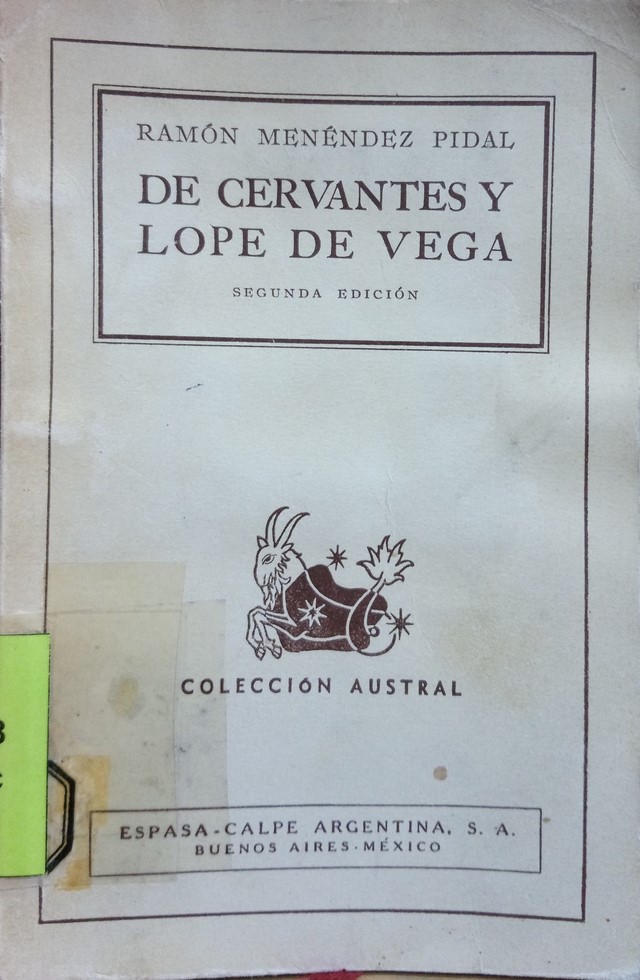 RAMÓN MENÉNDEZ PIDAL
DE CERVANTES Y
LOPE DE VEGA
SEGUNDA EDICIÓN
COLECCIÓN AUSTRAL
ESPASA-CALPE ARGENTINA, S. A.
BUENOS AIRES·MÉXICO